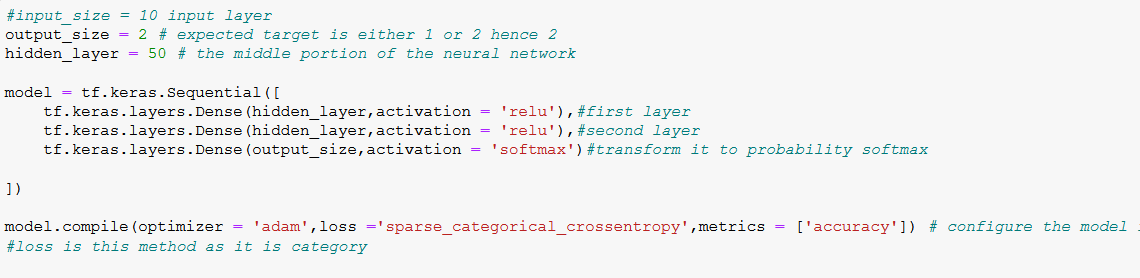 #input_size = 10 input layer
output_size = 2 # expected target is either 1 or 2 hence 2
hidden_layer = 50 # the middle portion of the neural network
model = tf.keras.Sequential([
    tf.keras.layers.Dense(hidden_layer,activation = 'relu'),#first layer
    tf.keras.layers.Dense(hidden_layer,activation = 'relu'),#second layer
    tf.keras.layers.Dense(output_size,activation = 'softmax')#transform it to probability softmax
])
model.compile(optimizer = 'adam',loss ='sparse_categorical_crossentropy',metrics = ['accuracy']) # configure the model
#loss is this method as it is category